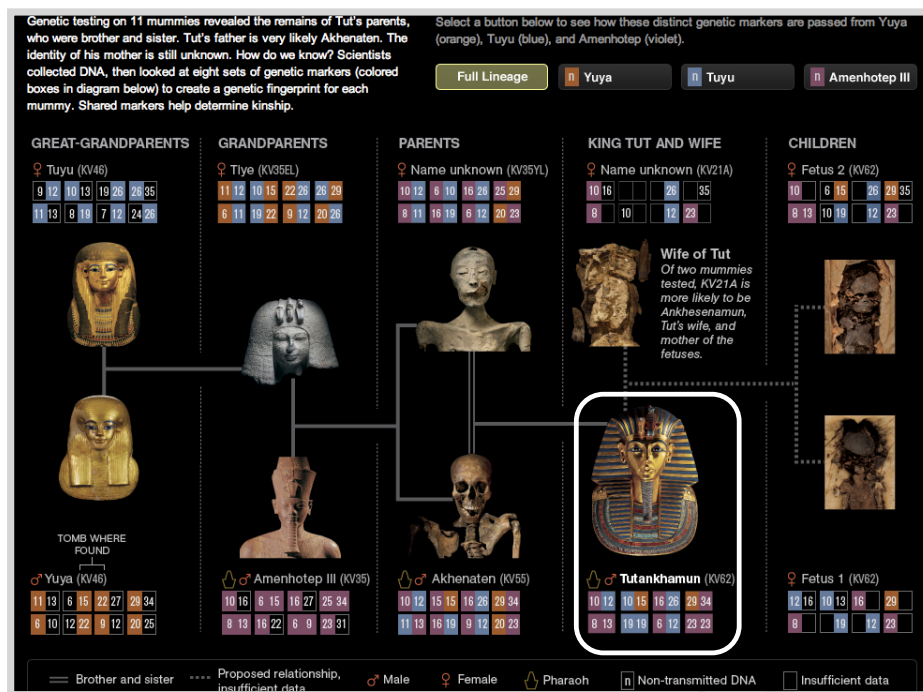 Genetic testing on 11 mummies revealed the remains of Tut's parents,
who were brother and sister. Tut's father is very likely Akhenaten. The
identity of his mother is still unknown. How do we know? Scientists
collected DNA, then looked at eight sets of genetic markers (colored
boxes in diagram below) to create a genetic fingerprint for each
mummy. Shared markers help determine kinship.
Select a button below to see how these distinct genetic markers are passed from Yuya
(orange), Tuyu (blue), and Amenhotep (violet).
Full Lineage
n Yuya
n Tuyu
n Amenhotep III
GREAT-GRANDPARENTS
GRANDPARENTS
PARENTS
KING TUT AND WIFE
CHILDREN
♀ Tuyu (KV46)
9 12 10 13 19 26 26 35
11 13 8 19 7 12 24 26
♀ Tiye (KV35EL)
11 12 10 15 22 26 26 29
6 11 19 22 9 12 20 26
♀ Name unknown (KV35YL)
10 12 6 10 16 26 25 29
8 11 16 19 6 12 20 23
♀ Name unknown (KV21A)
10 16 26 35
8 10 12 23
♀ Fetus 2 (KV62)
10 6 15 26 29 35
8 13 10 19 12 23
Wife of Tut
Of two mummies
tested, KV21A is
more likely to be
Ankhesenamun,
Tut's wife, and
mother of the
fetuses.
TOMB WHERE
FOUND
♂ Yuya (KV46)
11 13 6 15 22 27 29 34
6 10 12 22 9 12 20 25
♂ Amenhotep III (KV35)
10 16 6 15 16 27 25 34
8 13 16 22 6 9 23 31
♂ Akhenaten (KV55)
10 12 15 15 16 26 29 34
11 13 16 19 9 12 20 23
♂ Tutankhamun (KV62)
10 12 10 15 16 26 29 34
8 13 19 19 6 12 23 23
♀ Fetus 1 (KV62)
12 16 10 13 16 29
8 19 12 23
Brother and sister
Proposed relationship,
insufficient data
♂ Male
♀ Female
Pharaoh
n Non-transmitted DNA
Insufficient data